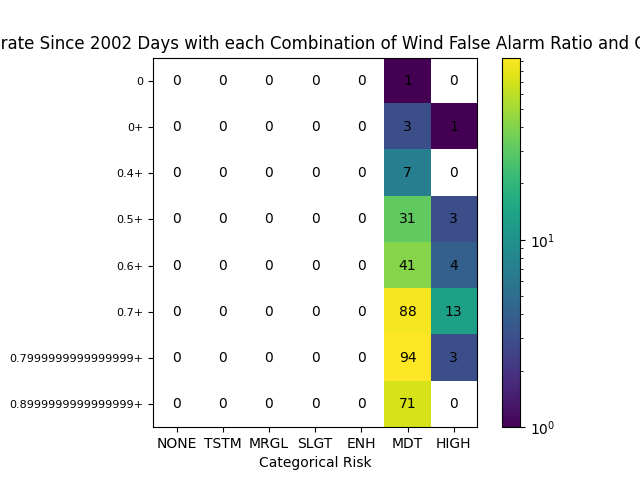 rate Since 2002 Days with each Combination of Wind False Alarm Ratio and
0 0 0 0 0 0 1 0
0+ 0 0 0 0 0 3 1
0.4+ 0 0 0 0 0 7 0
0.5+ 0 0 0 0 0 31 3
0.6+ 0 0 0 0 0 41 4
0.7+ 0 0 0 0 0 88 13
0.7999999999999999+ 0 0 0 0 0 94 3
0.8999999999999999+ 0 0 0 0 0 71 0
NONE TSTM MRGL SLGT ENH MDT HIGH
Categorical Risk
10^1
10^0